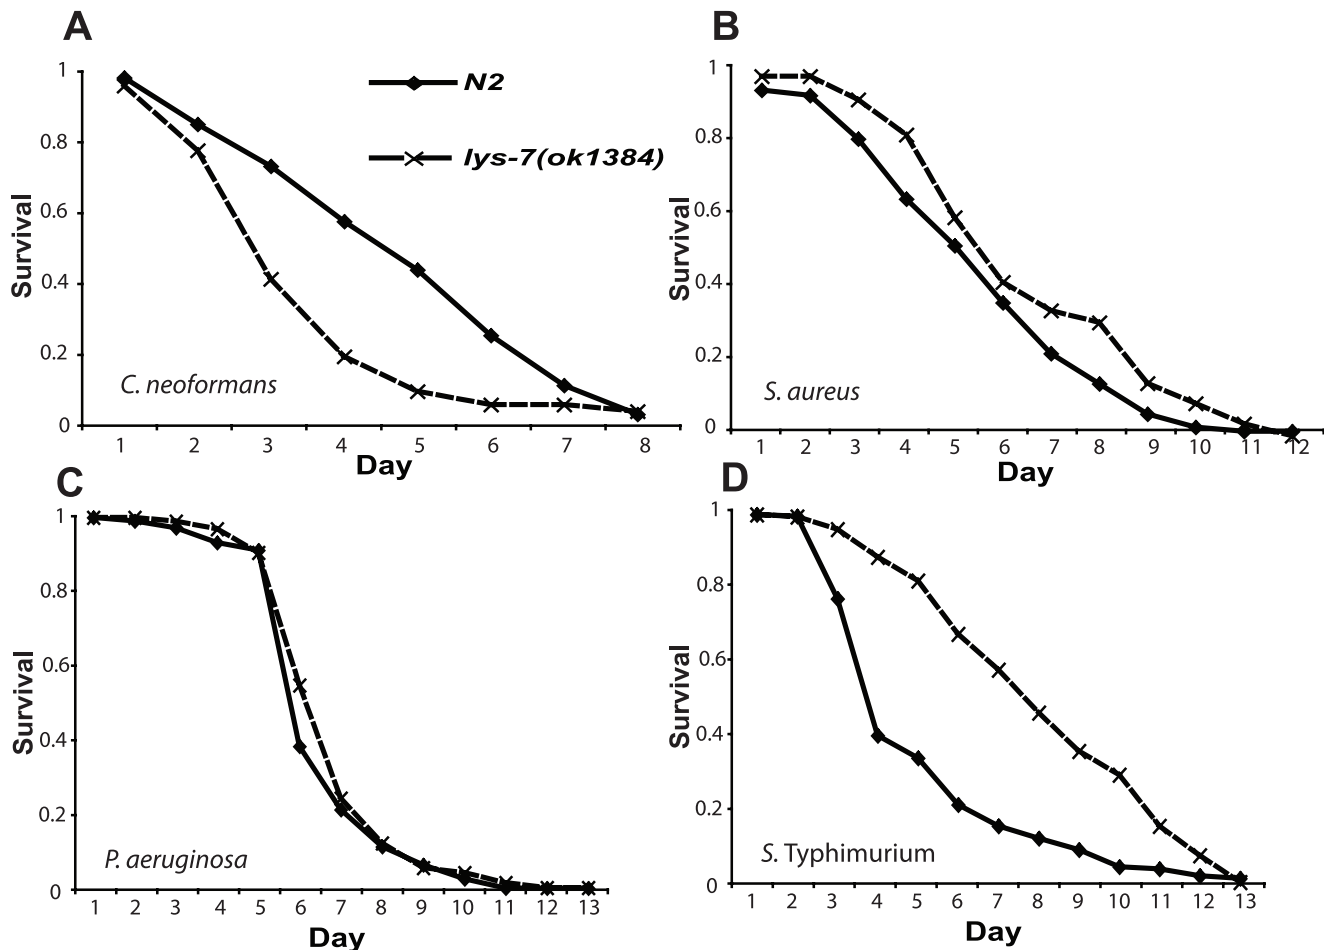 A
1
0.8
0.6
0.4
0.2
0
Survival
1 2 3 4 5 6 7 8
Day
C. neoformans
N2
lys-7(ok1384)
B
1
0.8
0.6
0.4
0.2
0
Survival
1 2 3 4 5 6 7 8 9 10 11 12
Day
S. aureus
C
1
0.8
0.6
0.4
0.2
0
Survival
1 2 3 4 5 6 7 8 9 10 11 12 13
Day
P. aeruginosa
D
1
0.8
0.6
0.4
0.2
0
Survival
1 2 3 4 5 6 7 8 9 10 11 12 13
Day
S. Typhimurium